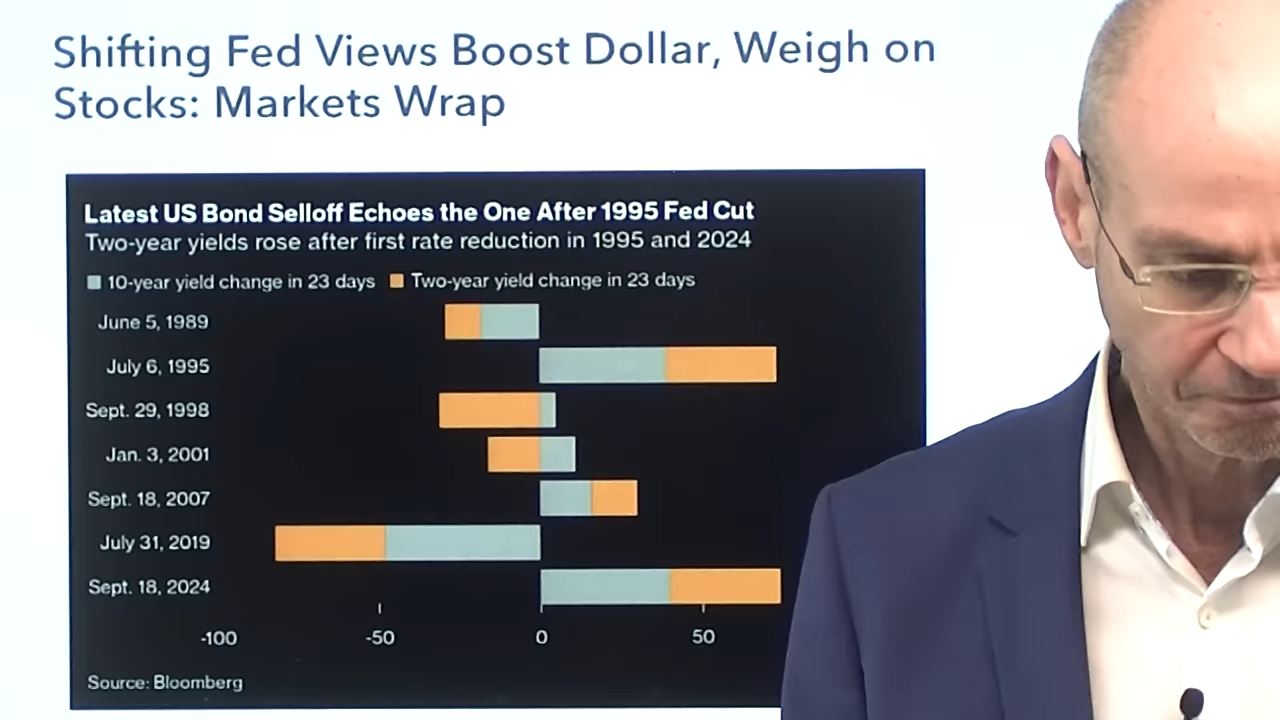 Shifting Fed Views Boost Dollar, Weigh on
Stocks: Markets Wrap
Latest US Bond Selloff Echoes the One After 1995 Fed Cut
Two-year yields rose after first rate reduction in 1995 and 2024
10-year yield change in 23 days Two-year yield change in 23 days
June 5, 1989
July 6, 1995
Sept. 29, 1998
Jan. 3, 2001
Sept. 18, 2007
July 31, 2019
Sept. 18, 2024
-100 -50 0 50
Source: Bloomberg